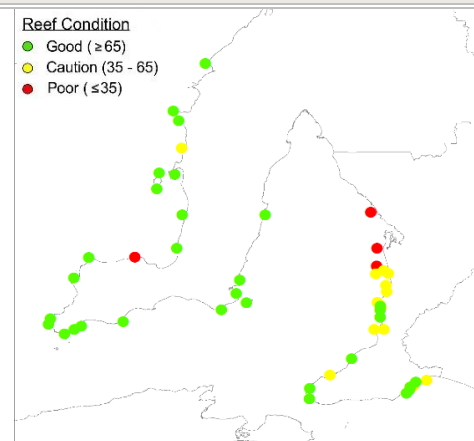 Reef Condition
Good (≥65)
Caution (35 - 65)
Poor (≤35)